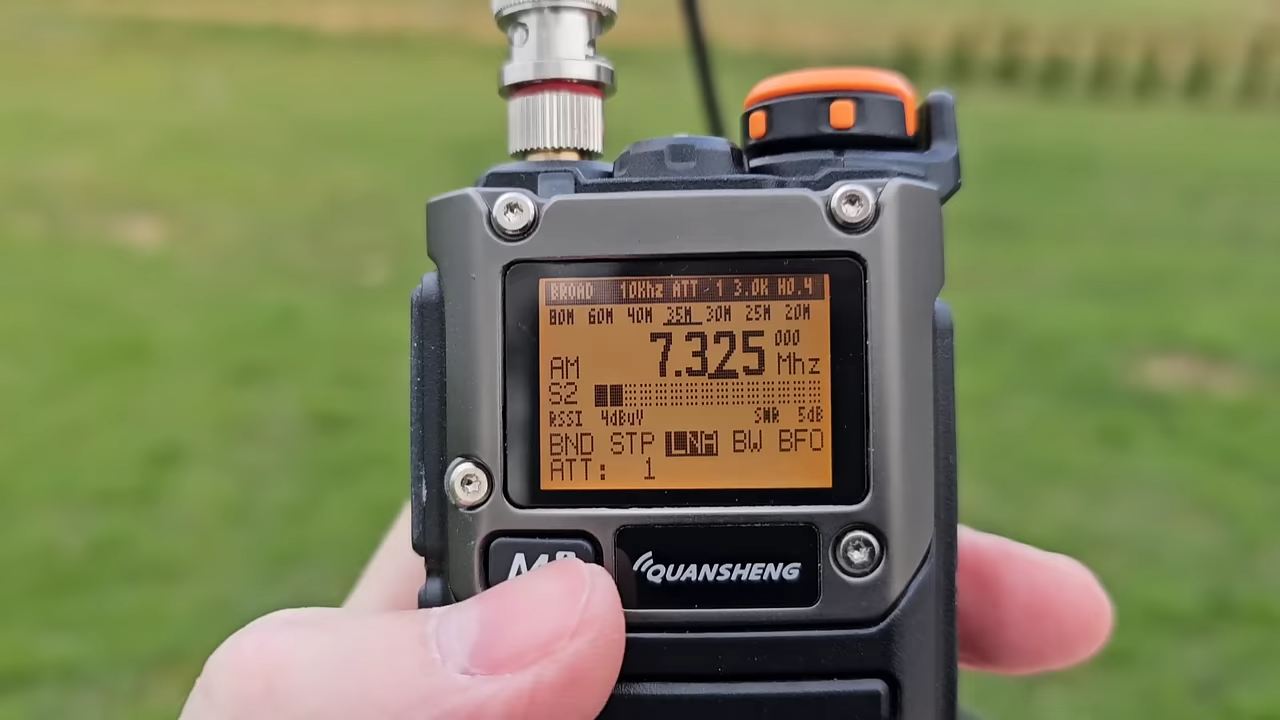 BROAD 10Khz ATT -1 3.0K H0.4
80M 60M 40M 35M 30M 25M 20M
7.325 000
AM Mhz
S2
RSSI 4dBuV SNR 5dB
BND STP LNA BW BFO
ATT: 1
M
QUANSHENG